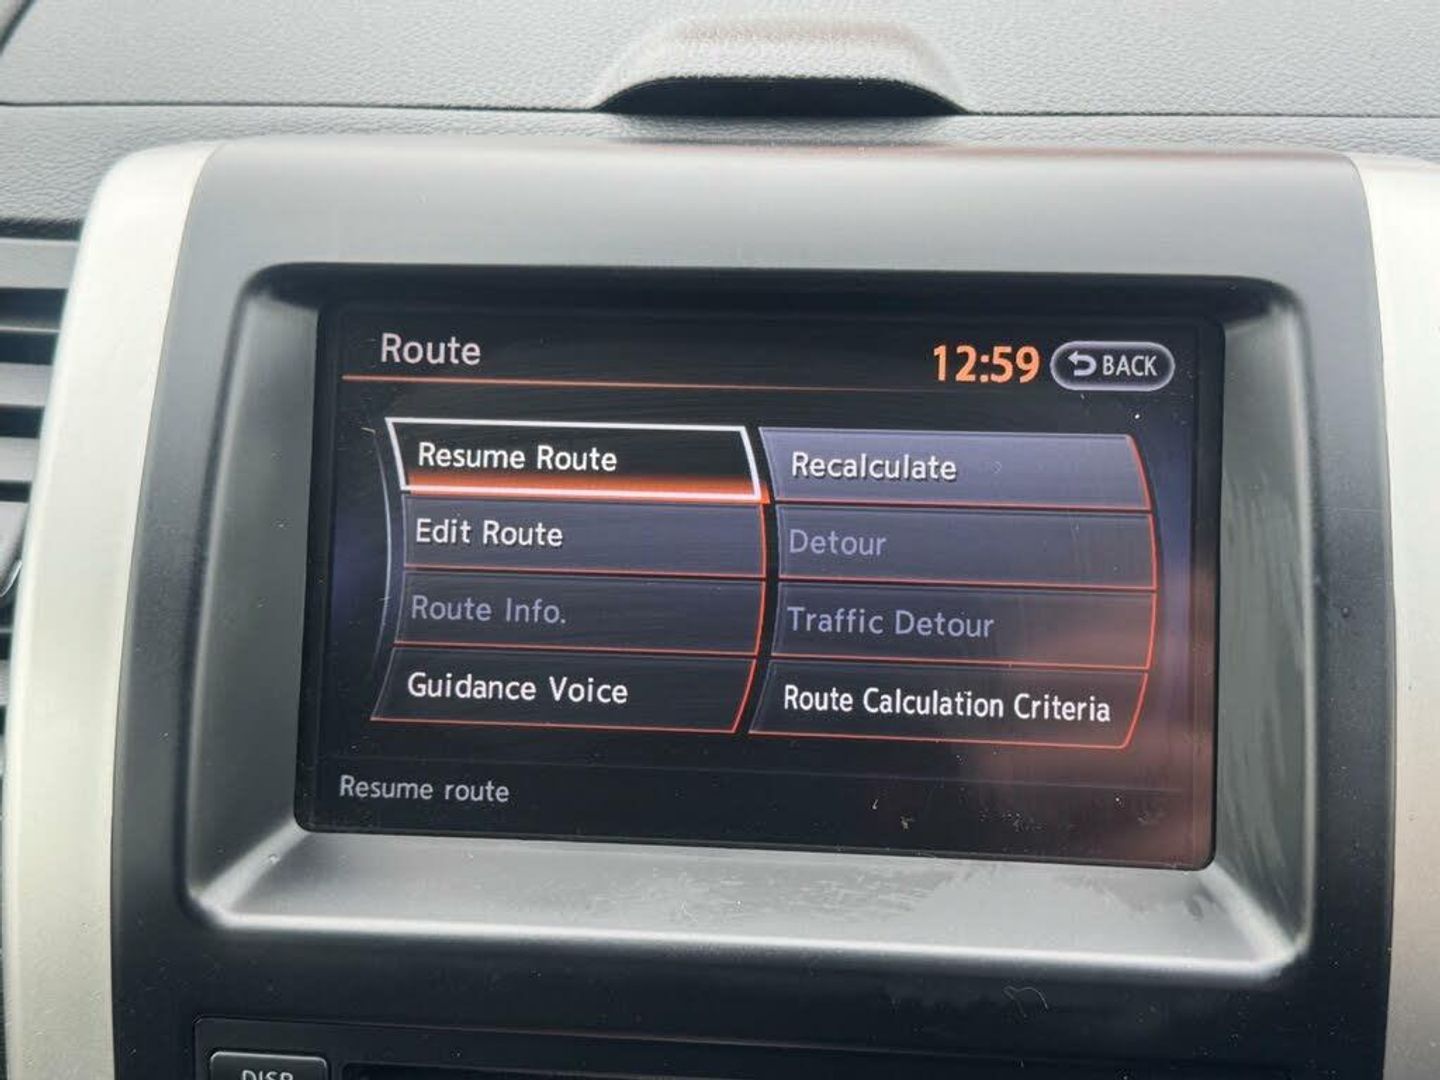 Route
12:59 BACK
Resume Route
Recalculate
Edit Route
Detour
Route Info.
Traffic Detour
Guidance Voice
Route Calculation Criteria
Resume route
DISP